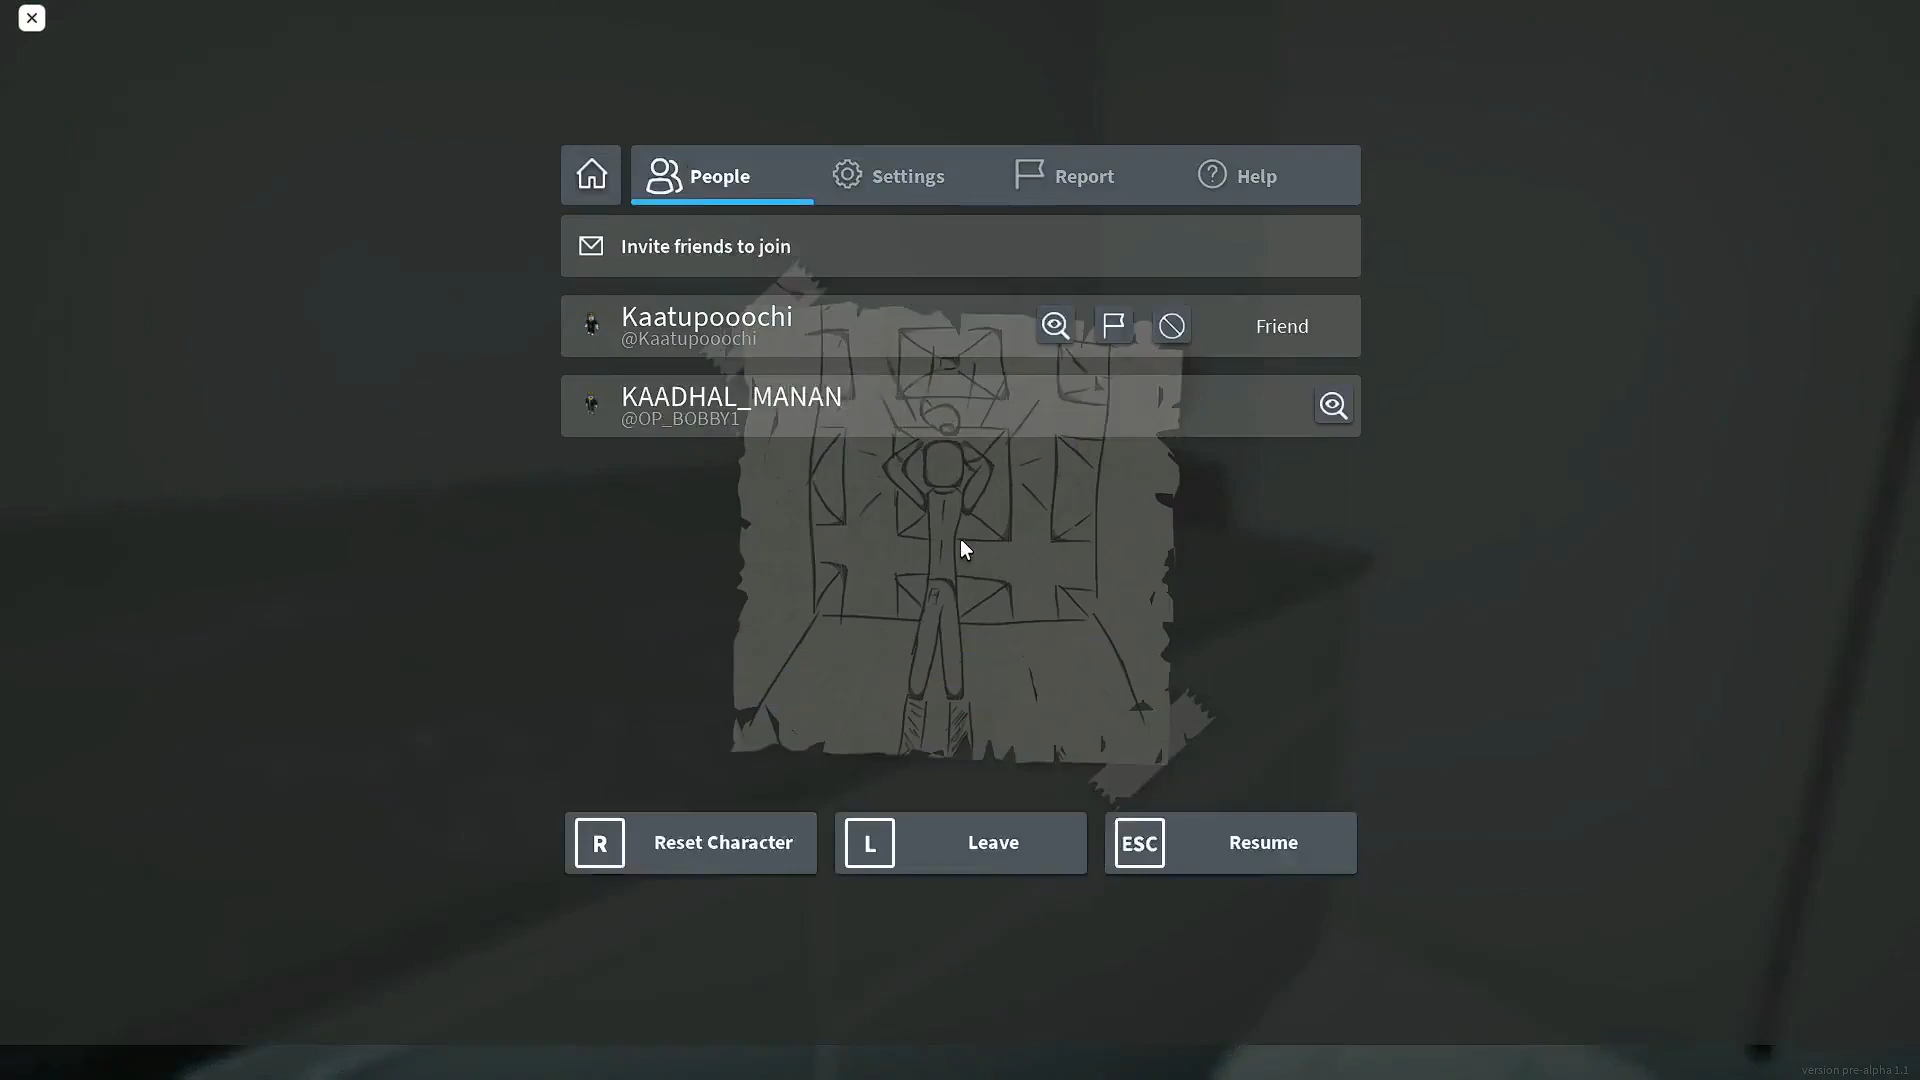 People
Settings
Report
Help
Invite friends to join
Kaatupooochi
@Kaatupooochi
Friend
KAADHAL_MANAN
@OP_BOBBY1
R
Reset Character
L
Leave
ESC
Resume
version pre-alpha 1.1